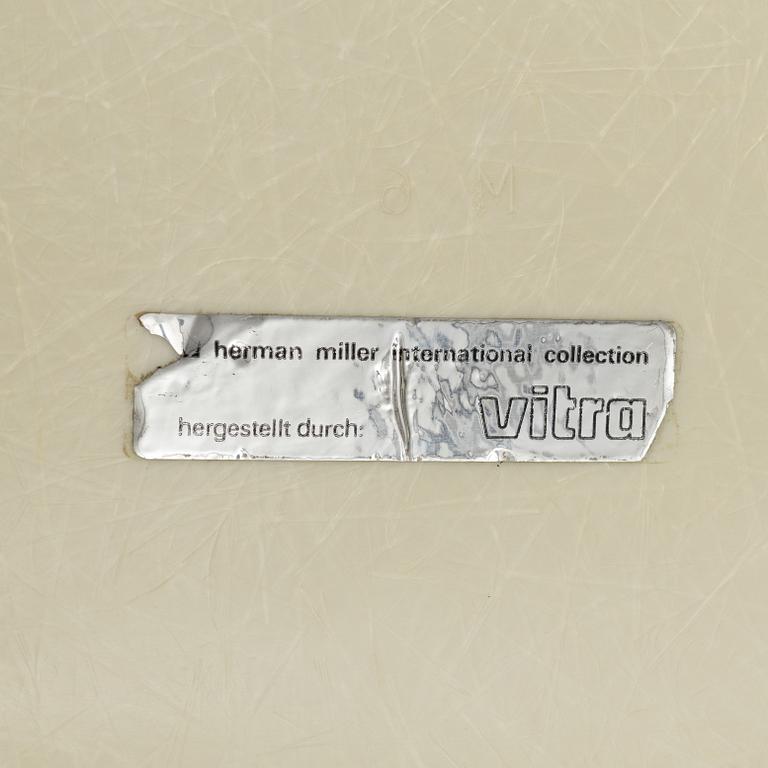 herman miller international collection
hergestellt durch: vitra